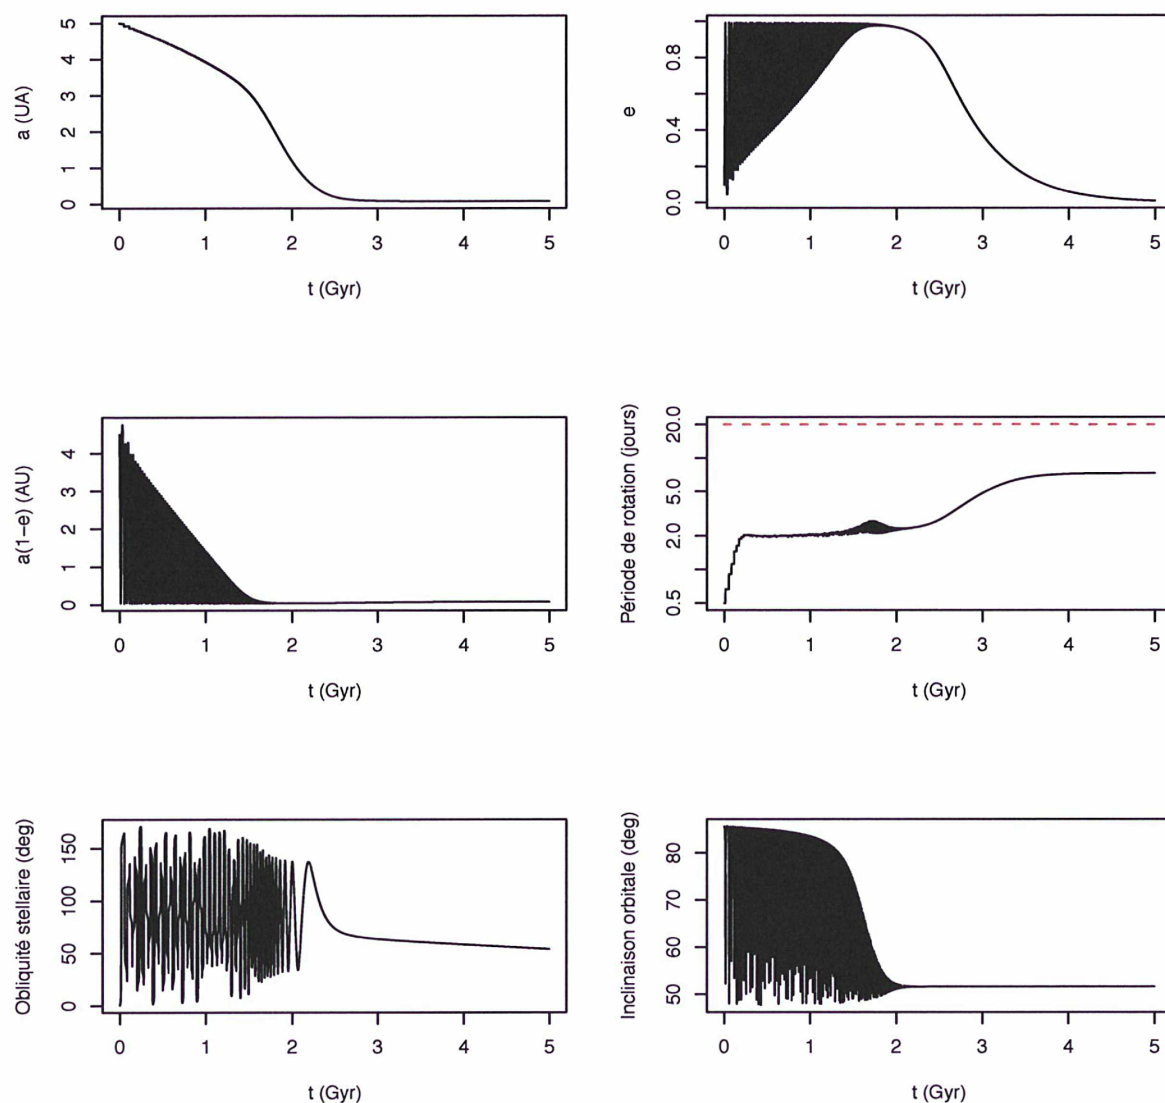 a (UA)
0 1 2 3 4 5
0 1 2 3 4 5
t (Gyr)
e
0.0 0.4 0.8
0 1 2 3 4 5
t (Gyr)
a(1−e) (AU)
0 1 2 3 4
0 1 2 3 4 5
t (Gyr)
Période de rotation (jours)
0.5 2.0 5.0 20.0
0 1 2 3 4 5
t (Gyr)
Obliquité stellaire (deg)
0 50 100 150
0 1 2 3 4 5
t (Gyr)
Inclinaison orbitale (deg)
50 60 70 80
0 1 2 3 4 5
t (Gyr)